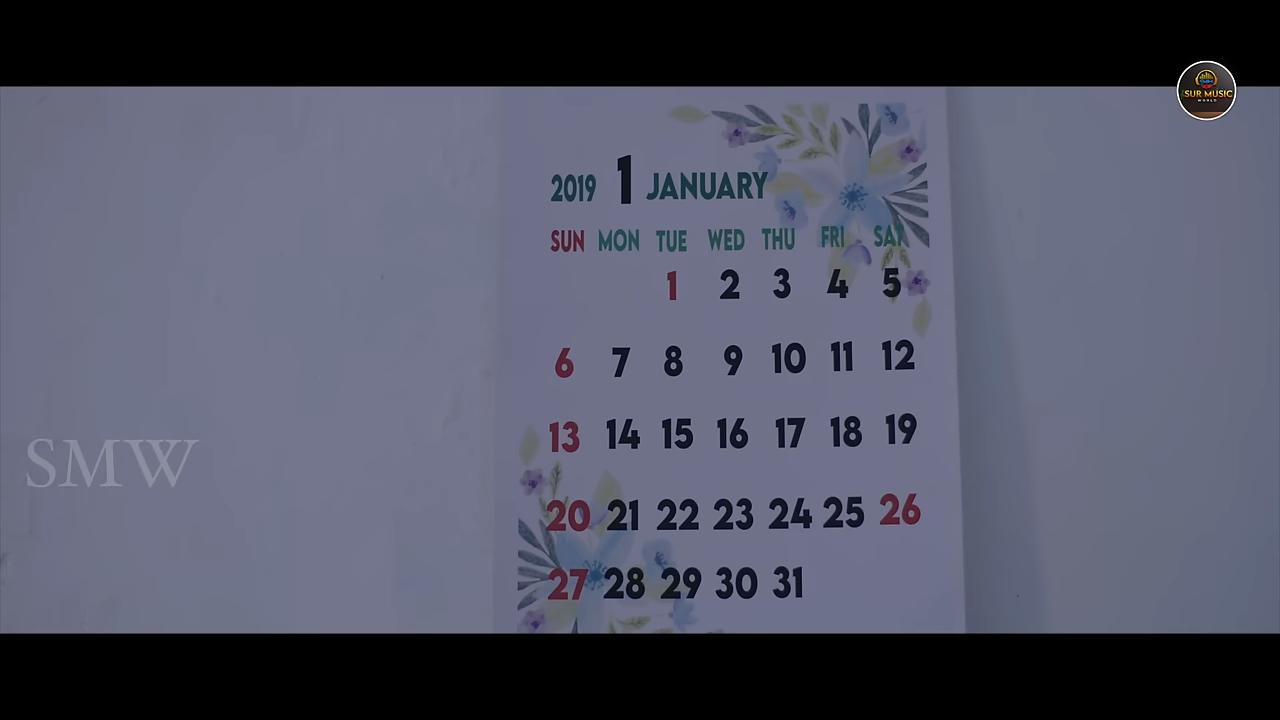 SUR MUSIC
WORLD
2019 1 JANUARY
SUN MON TUE WED THU FRI SAT
1 2 3 4 5
6 7 8 9 10 11 12
13 14 15 16 17 18 19
SMW
20 21 22 23 24 25 26
27 28 29 30 31